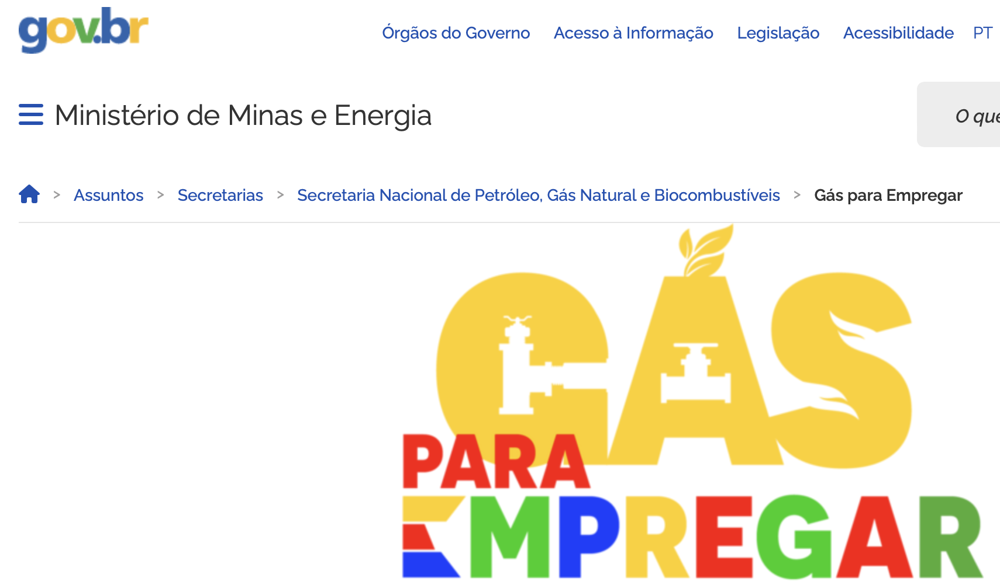 gov.br
Órgãos do Governo Acesso à Informação Legislação Acessibilidade PT
Ministério de Minas e Energia
O que
> Assuntos > Secretarias > Secretaria Nacional de Petróleo, Gás Natural e Biocombustíveis > Gás para Empregar
GÁS
PARA
EMPREGAR